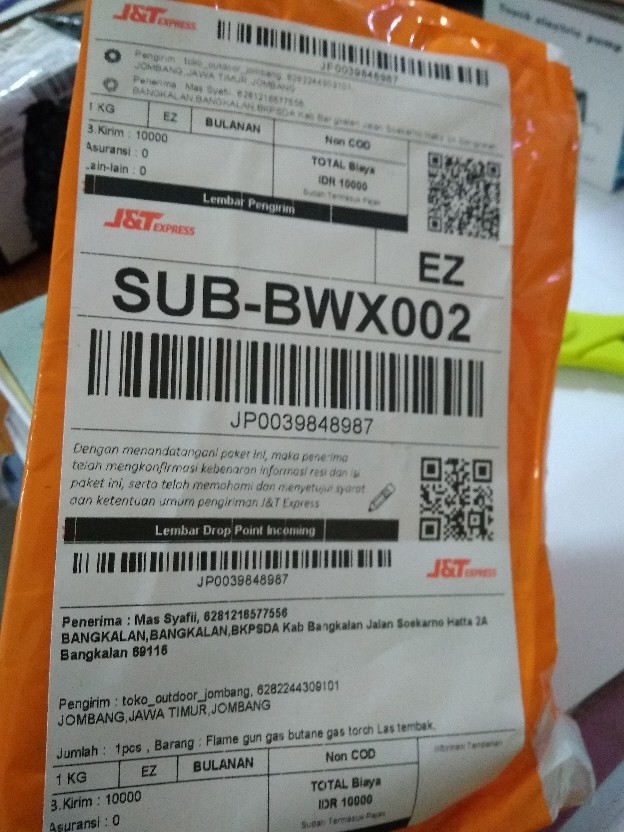 J&T EXPRESS
JP0039848987
Pengirim toko_outdoor_jombang, 6282244309101
JOMBANG,JAWA TIMUR,JOMBANG
Penerima : Mas Syafii, 6281216577556
BANGKALAN,BANGKALAN,BKPSDA Kab Bangkalan Jalan Soekarno Hatta
1 KG EZ BULANAN Non COD
B.Kirim : 10000
Asuransi : 0
Lain-lain : 0
TOTAL Biaya
IDR 10000
Sudah Termasuk Pajak
Lembar Pengirim
J&T EXPRESS
EZ
SUB-BWX002
JP0039848987
Dengan menandatangani paket ini, maka penerima
telah mengkonfirmasi kebenaran informasi resi dan isi
paket ini, serta telah memahami dan menyetujui syarat
dan ketentuan umum pengiriman J&T Express
Lembar Drop Point Incoming
JP0039848987
J&T EXPRESS
Penerima : Mas Syafii, 6281216577556
BANGKALAN,BANGKALAN,BKPSDA Kab Bangkalan Jalan Soekarno Hatta 2A
Bangkalan 69116
Pengirim : toko_outdoor_jombang, 6282244309101
JOMBANG,JAWA TIMUR,JOMBANG
Jumlah : 1pcs , Barang : Flame gun gas butane gas torch Las tembak,
1 KG EZ BULANAN Non COD
Informasi Tambahan
B.Kirim : 10000
Asuransi : 0
TOTAL Biaya
IDR 10000
Sudah Termasuk Pajak